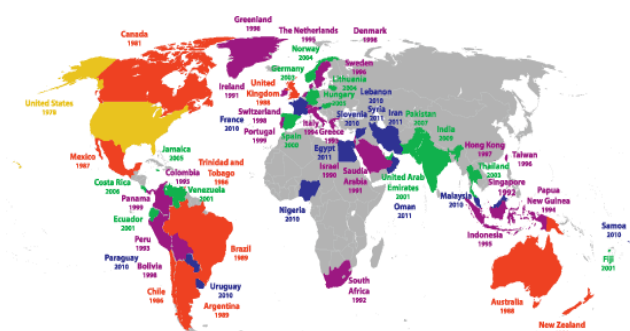 Greenland
1998
The Netherlands
1995
Denmark
1998
Canada
1981
Norway
2004
Sweden
1996
Germany
2003
Lithuania
2004
Ireland
1991
United
Kingdom
1988
Hungary
2005
Lebanon
2010
Syria
2011
Iran
2011
United States
1978
Switzerland
1998
France
2010
Slovenia
2010
Pakistan
2007
India
2000
Portugal
1999
Spain
2000
Italy
1994
Greece
1995
Hong Kong
1997
Taiwan
1996
Mexico
1987
Jamaica
2005
Egypt
2011
Thailand
2003
Trinidad and
Tobago
1986
Israel
1990
Saudia
Arabia
1991
United Arab
Emirates
2001
Singapore
1992
Costa Rica
2006
Colombia
1995
Venezuela
2001
Malaysia
2010
Papua
New Guinea
1994
Panama
1999
Oman
2011
Ecuador
2001
Nigeria
2010
Samoa
2010
Peru
1993
Brazil
1989
Indonesia
1995
Paraguay
2010
Fiji
2001
Bolivia
1998
Uruguay
2010
South
Africa
1992
Chile
1986
Argentina
1989
Australia
1988
New Zealand